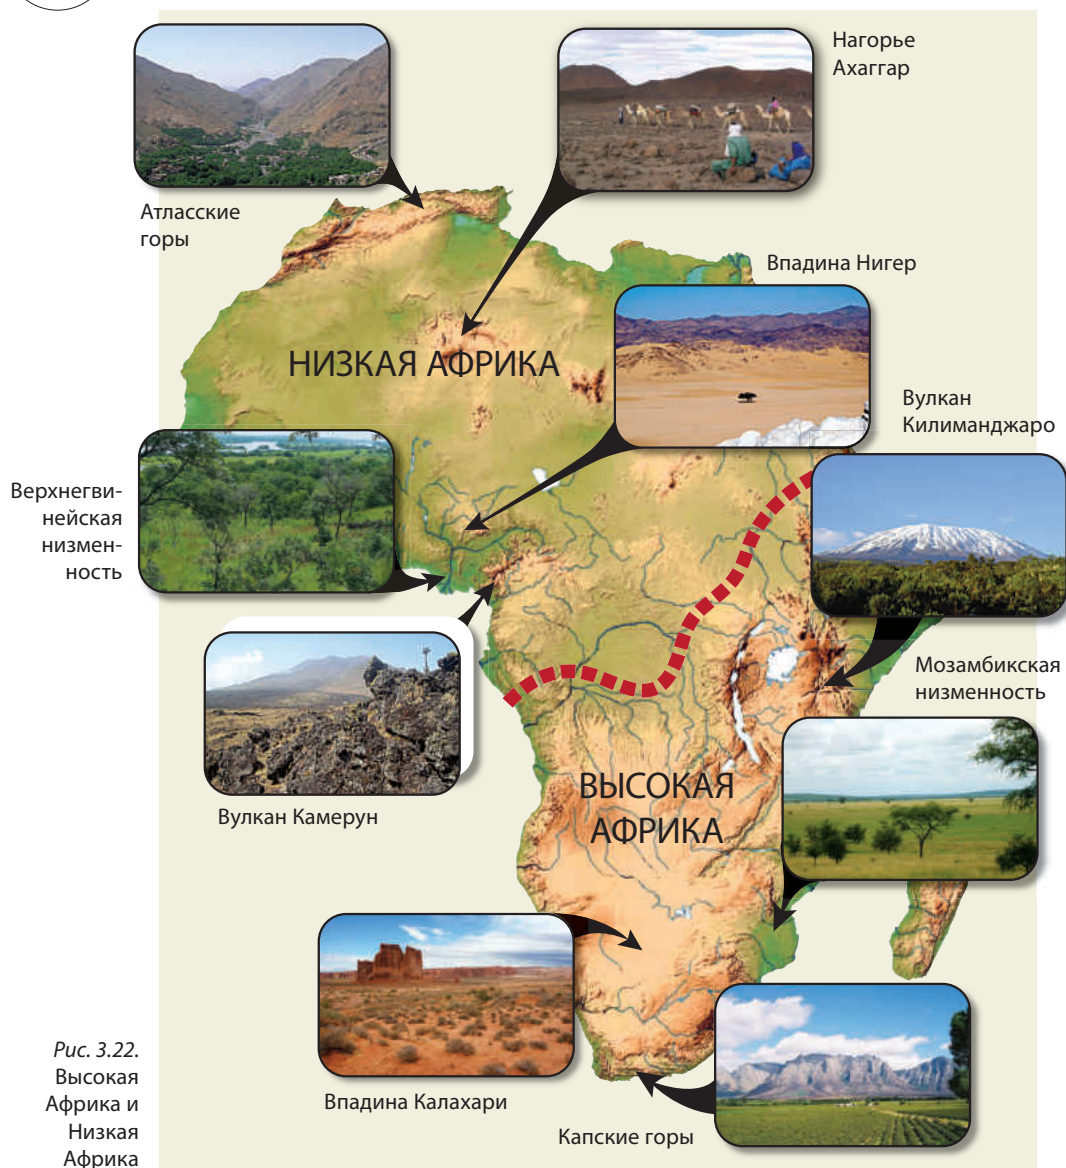 Нагорье
Ахаггар
Атласские
горы
Впадина Нигер
НИЗКАЯ АФРИКА
Вулкан
Килиманджаро
Верхнегви-
нейская
низмен-
ность
Мозамбикская
низменность
ВЫСОКАЯ
АФРИКА
Вулкан Камерун
Впадина Калахари
Капские горы
Рис. 3.22.
Высокая
Африка и
Низкая
Африка